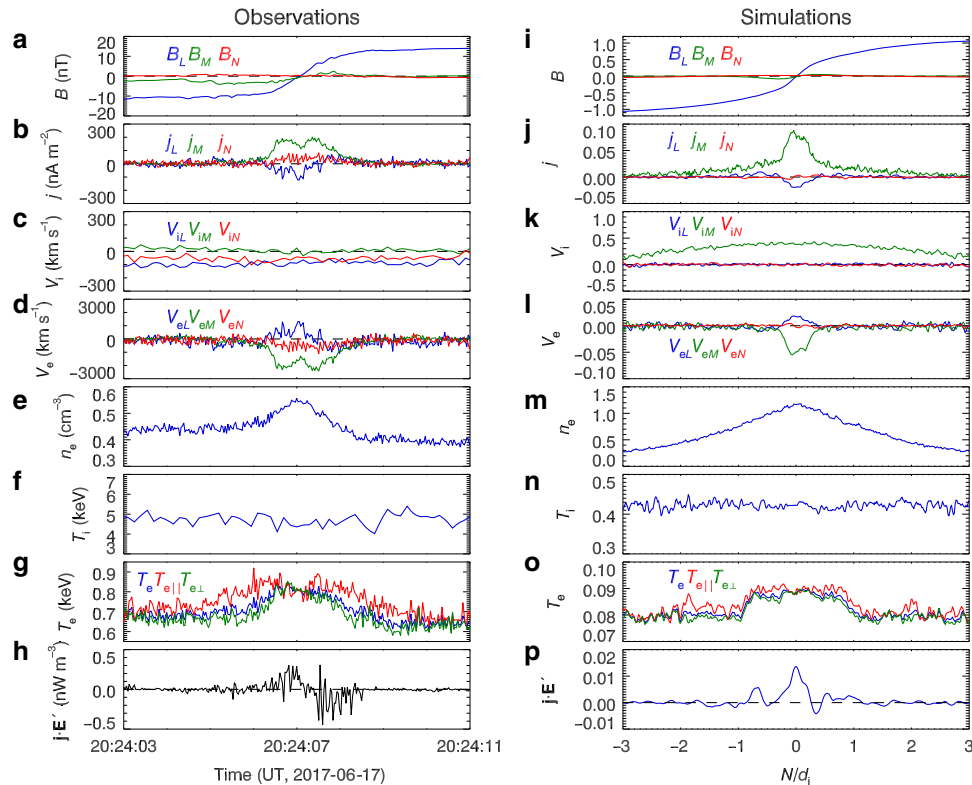 Observations
a
20
10
0
−10
−20
B (nT)
B_L B_M B_N
b
300
0
−300
j (nA m⁻²)
j_L j_M j_N
c
300
0
−300
V_i (km s⁻¹)
V_iL V_iM V_iN
d
3000
0
−3000
V_e (km s⁻¹)
V_eL V_eM V_eN
e
0.6
0.5
0.4
0.3
n_e (cm⁻³)
f
7
6
5
4
3
T_i (keV)
g
0.9
0.8
0.7
0.6
T_e (keV)
T_e T_e|| T_e⊥
h
0.5
0.0
−0.5
j·E′ (nW m⁻³)
20:24:03
20:24:07
20:24:11
Time (UT, 2017-06-17)
Simulations
i
1.0
0.5
0.0
−0.5
−1.0
B
B_L B_M B_N
j
0.10
0.05
0.00
−0.05
j
j_L j_M j_N
k
1.0
0.5
0.0
−0.5
V_i
V_iL V_iM V_iN
l
0.05
0.00
−0.05
−0.10
V_e
V_eL V_eM V_eN
m
1.5
1.0
0.5
0.0
n_e
n
0.5
0.4
0.3
T_i
o
0.10
0.09
0.08
0.07
T_e
T_e T_e|| T_e⊥
p
0.02
0.01
0.00
−0.01
j·E′
−3
−2
−1
0
1
2
3
N/d_i